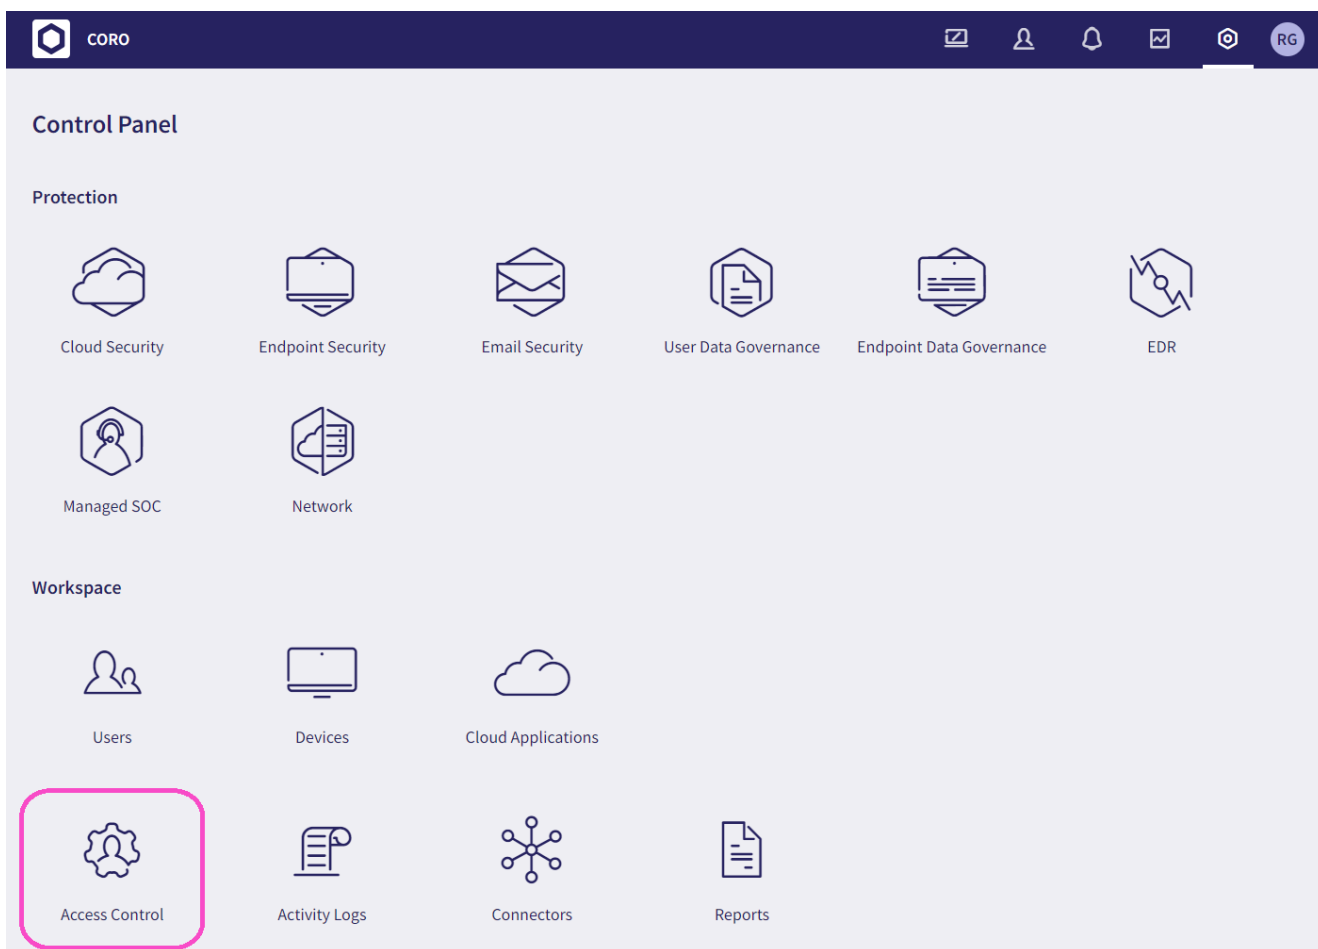 CORO
RG
Control Panel
Protection
Cloud Security
Endpoint Security
Email Security
User Data Governance
Endpoint Data Governance
EDR
Managed SOC
Network
Workspace
Users
Devices
Cloud Applications
Access Control
Activity Logs
Connectors
Reports